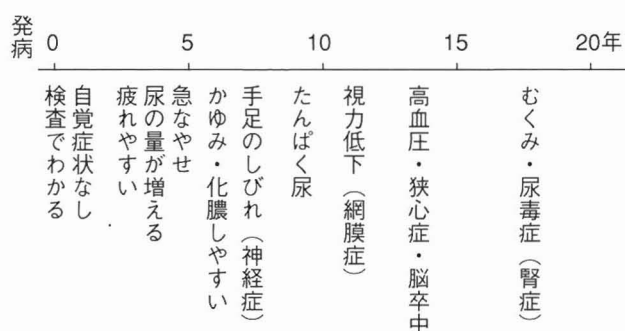 発病
0 5 10 15 20年
検査でわかる
自覚症状なし
疲れやすい
尿の量が増える
急なやせ
かゆみ・化膿しやすい
手足のしびれ（神経症）
たんぱく尿
視力低下（網膜症）
高血圧・狭心症・脳卒中
むくみ・尿毒症（腎症）